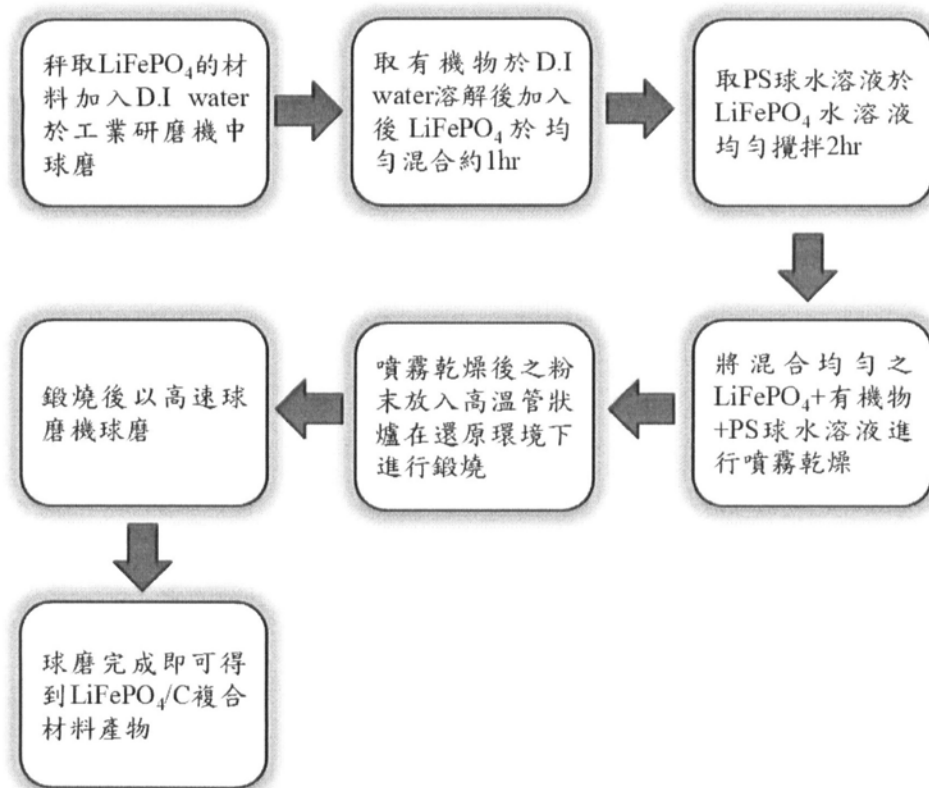 秤取LiFePO₄的材
料加入D.I water
於工業研磨機中
球磨
取有機物於D.I
water溶解後加入
後 LiFePO₄於均
勻混合約1hr
取PS球水溶液於
LiFePO₄水溶液
均勻攪拌2hr
將混合均勻之
LiFePO₄+有機物
+PS球水溶液進
行噴霧乾燥
噴霧乾燥後之粉
末放入高溫管狀
爐在還原環境下
進行鍛燒
鍛燒後以高速球
磨機球磨
球磨完成即可得
到LiFePO₄/C複合
材料產物